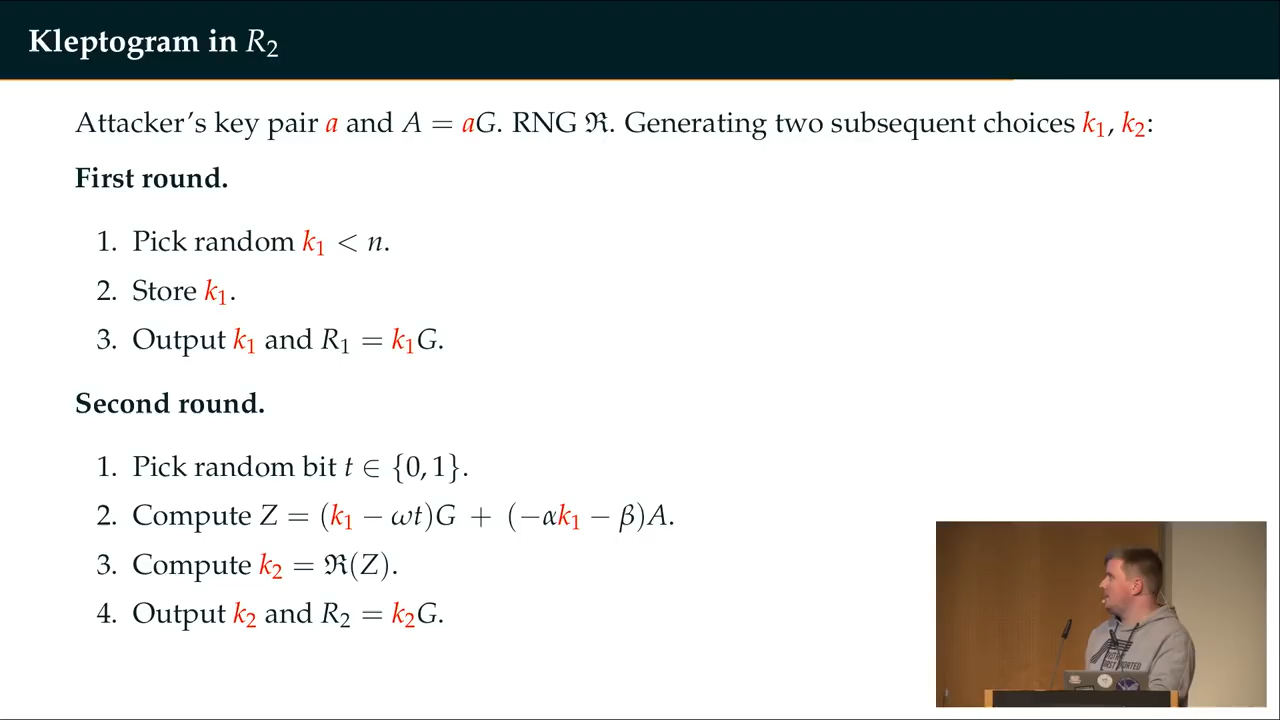 Kleptogram in R₂
Attacker's key pair a and A = aG. RNG ℜ. Generating two subsequent choices k₁, k₂:
First round.
1. Pick random k₁ < n.
2. Store k₁.
3. Output k₁ and R₁ = k₁G.
Second round.
1. Pick random bit t ∈ {0, 1}.
2. Compute Z = (k₁ − ωt)G + (−αk₁ − β)A.
3. Compute k₂ = ℜ(Z).
4. Output k₂ and R₂ = k₂G.